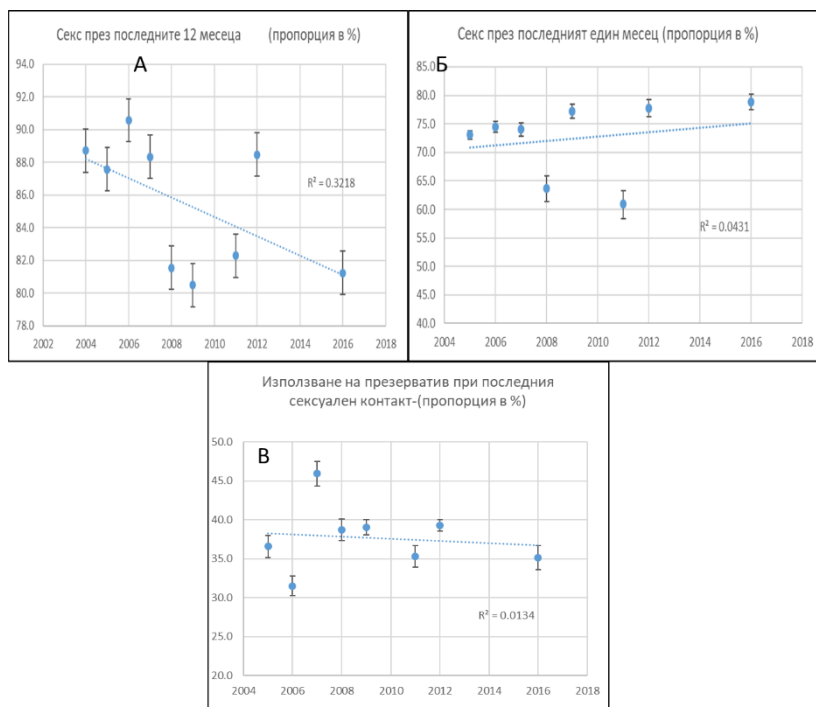 Секс през последните 12 месеца (пропорция в %)
А
94.0
92.0
90.0
88.0
86.0
84.0
82.0
80.0
78.0
R² = 0.3218
2002 2004 2006 2008 2010 2012 2014 2016 2018
Секс през последният един месец (пропорция в %)
Б
85.0
80.0
75.0
70.0
65.0
60.0
55.0
50.0
45.0
40.0
R² = 0.0431
2004 2006 2008 2010 2012 2014 2016 2018
Използване на презерватив при последния
сексуален контакт-(пропорция в %)
В
50.0
45.0
40.0
35.0
30.0
25.0
20.0
R² = 0.0134
2004 2006 2008 2010 2012 2014 2016 2018